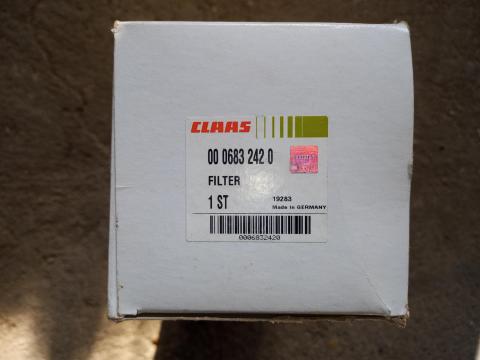 CLAAS
00 0683 242 0
FILTER
1 ST
19283
Made in GERMANY
0006832420